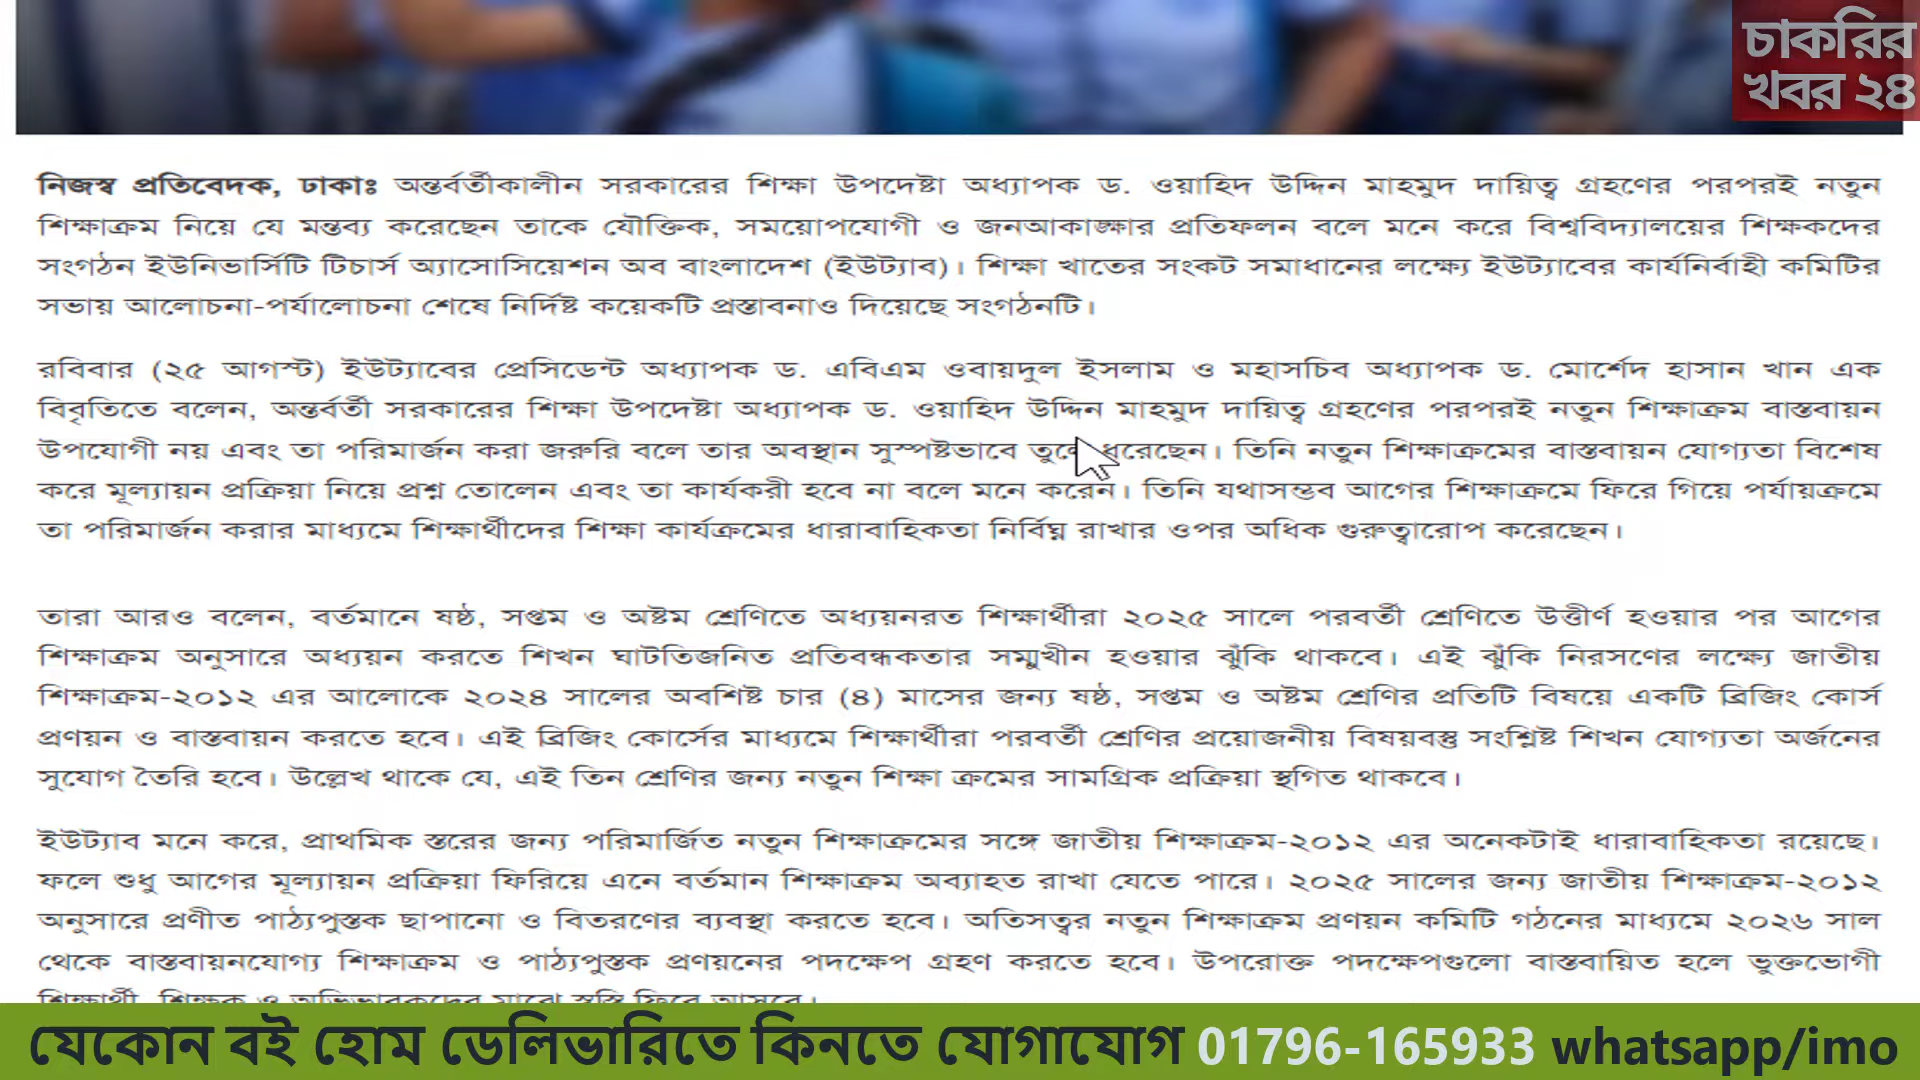 চাকরির
খবর ২৪
নিজস্ব প্রতিবেদক, ঢাকাঃ অন্তর্বর্তীকালীন সরকারের শিক্ষা উপদেষ্টা অধ্যাপক ড. ওয়াহিদ উদ্দিন মাহমুদ দায়িত্ব গ্রহণের পরপরই নতুন
শিক্ষাক্রম নিয়ে যে মন্তব্য করেছেন তাকে যৌক্তিক, সময়োপযোগী ও জনআকাঙ্ক্ষার প্রতিফলন বলে মনে করে বিশ্ববিদ্যালয়ের শিক্ষকদের
সংগঠন ইউনিভার্সিটি টিচার্স অ্যাসোসিয়েশন অব বাংলাদেশ (ইউট্যাব)। শিক্ষা খাতের সংকট সমাধানের লক্ষ্যে ইউট্যাবের কার্যনির্বাহী কমিটির
সভায় আলোচনা-পর্যালোচনা শেষে নির্দিষ্ট কয়েকটি প্রস্তাবনাও দিয়েছে সংগঠনটি।
রবিবার (২৫ আগস্ট) ইউট্যাবের প্রেসিডেন্ট অধ্যাপক ড. এবিএম ওবায়দুল ইসলাম ও মহাসচিব অধ্যাপক ড. মোর্শেদ হাসান খান এক
বিবৃতিতে বলেন, অন্তর্বর্তী সরকারের শিক্ষা উপদেষ্টা অধ্যাপক ড. ওয়াহিদ উদ্দিন মাহমুদ দায়িত্ব গ্রহণের পরপরই নতুন শিক্ষাক্রম বাস্তবায়ন
উপযোগী নয় এবং তা পরিমার্জন করা জরুরি বলে তার অবস্থান সুস্পষ্টভাবে তুলে ধরেছেন। তিনি নতুন শিক্ষাক্রমের বাস্তবায়ন যোগ্যতা বিশেষ
করে মূল্যায়ন প্রক্রিয়া নিয়ে প্রশ্ন তোলেন এবং তা কার্যকরী হবে না বলে মনে করেন। তিনি যথাসম্ভব আগের শিক্ষাক্রমে ফিরে গিয়ে পর্যায়ক্রমে
তা পরিমার্জন করার মাধ্যমে শিক্ষার্থীদের শিক্ষা কার্যক্রমের ধারাবাহিকতা নির্বিঘ্ন রাখার ওপর অধিক গুরুত্বারোপ করেছেন।
তারা আরও বলেন, বর্তমানে ষষ্ঠ, সপ্তম ও অষ্টম শ্রেণিতে অধ্যয়নরত শিক্ষার্থীরা ২০২৫ সালে পরবর্তী শ্রেণিতে উত্তীর্ণ হওয়ার পর আগের
শিক্ষাক্রম অনুসারে অধ্যয়ন করতে শিখন ঘাটতিজনিত প্রতিবন্ধকতার সম্মুখীন হওয়ার ঝুঁকি থাকবে। এই ঝুঁকি নিরসণের লক্ষ্যে জাতীয়
শিক্ষাক্রম-২০১২ এর আলোকে ২০২৪ সালের অবশিষ্ট চার (৪) মাসের জন্য ষষ্ঠ, সপ্তম ও অষ্টম শ্রেণির প্রতিটি বিষয়ে একটি ব্রিজিং কোর্স
প্রণয়ন ও বাস্তবায়ন করতে হবে। এই ব্রিজিং কোর্সের মাধ্যমে শিক্ষার্থীরা পরবর্তী শ্রেণির প্রয়োজনীয় বিষয়বস্তু সংশ্লিষ্ট শিখন যোগ্যতা অর্জনের
সুযোগ তৈরি হবে। উল্লেখ থাকে যে, এই তিন শ্রেণির জন্য নতুন শিক্ষা ক্রমের সামগ্রিক প্রক্রিয়া স্থগিত থাকবে।
ইউট্যাব মনে করে, প্রাথমিক স্তরের জন্য পরিমার্জিত নতুন শিক্ষাক্রমের সঙ্গে জাতীয় শিক্ষাক্রম-২০১২ এর অনেকটাই ধারাবাহিকতা রয়েছে।
ফলে শুধু আগের মূল্যায়ন প্রক্রিয়া ফিরিয়ে এনে বর্তমান শিক্ষাক্রম অব্যাহত রাখা যেতে পারে। ২০২৫ সালের জন্য জাতীয় শিক্ষাক্রম-২০১২
অনুসারে প্রণীত পাঠ্যপুস্তক ছাপানো ও বিতরণের ব্যবস্থা করতে হবে। অতিসত্বর নতুন শিক্ষাক্রম প্রণয়ন কমিটি গঠনের মাধ্যমে ২০২৬ সাল
থেকে বাস্তবায়নযোগ্য শিক্ষাক্রম ও পাঠ্যপুস্তক প্রণয়নের পদক্ষেপ গ্রহণ করতে হবে। উপরোক্ত পদক্ষেপগুলো বাস্তবায়িত হলে ভুক্তভোগী
শিক্ষার্থী, শিক্ষক ও অভিভাবকদের মাঝে স্বস্তি ফিরে আসবে।
যেকোন বই হোম ডেলিভারিতে কিনতে যোগাযোগ 01796-165933 whatsapp/imo